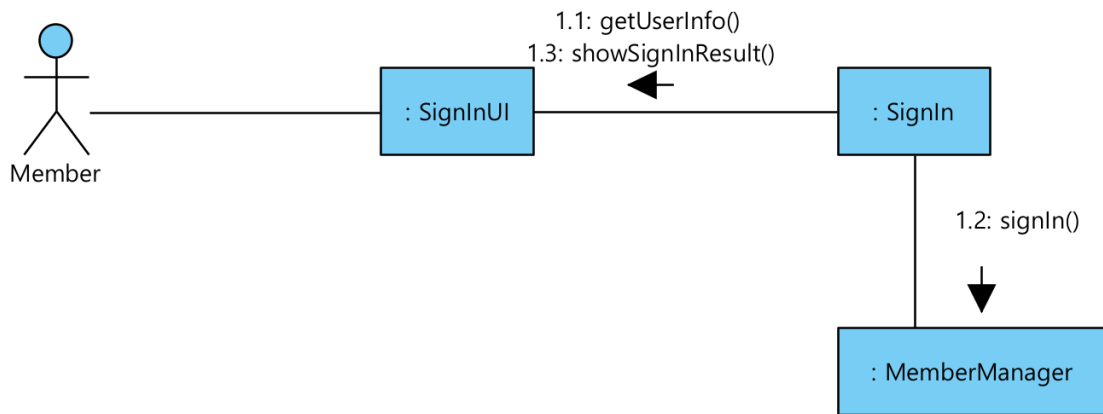 1.1: getUserInfo()
1.3: showSignInResult()
: SignInUI
: SignIn
Member
1.2: signIn()
: MemberManager